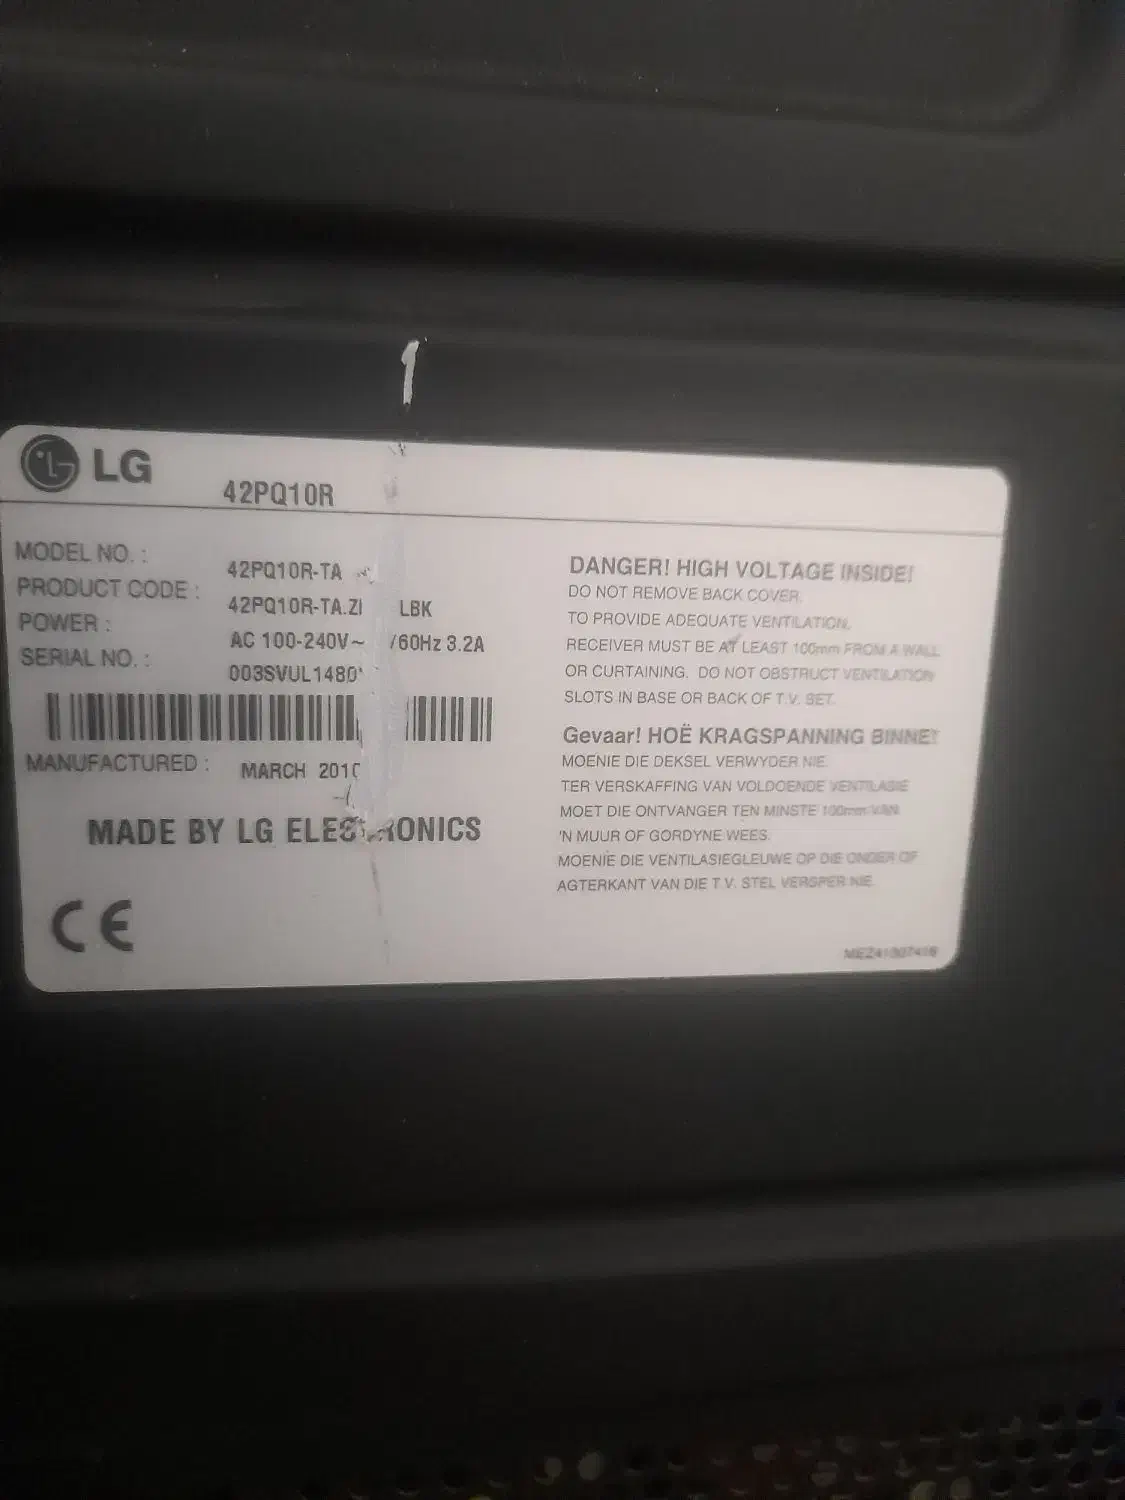 LG
42PQ10R
MODEL NO. : 42PQ10R-TA
PRODUCT CODE : 42PQ10R-TA.Z LBK
POWER : AC 100-240V~ /60Hz 3.2A
SERIAL NO. : 003SVUL1480
MANUFACTURED : MARCH 2010
MADE BY LG ELECTRONICS
CE
DANGER! HIGH VOLTAGE INSIDE!
DO NOT REMOVE BACK COVER.
TO PROVIDE ADEQUATE VENTILATION,
RECEIVER MUST BE AT LEAST 100mm FROM A WALL
OR CURTAINING. DO NOT OBSTRUCT VENTILATION
SLOTS IN BASE OR BACK OF T.V. SET.
Gevaar! HOË KRAGSPANNING BINNE!
MOENIE DIE DEKSEL VERWYDER NIE.
TER VERSKAFFING VAN VOLDOENDE VENTILASIE
MOET DIE ONTVANGER TEN MINSTE 100mm VAN
'N MUUR OF GORDYNE WEES.
MOENIE DIE VENTILASIEGLEUWE OP DIE ONDER OF
AGTERKANT VAN DIE T.V. STEL VERSPER NIE.